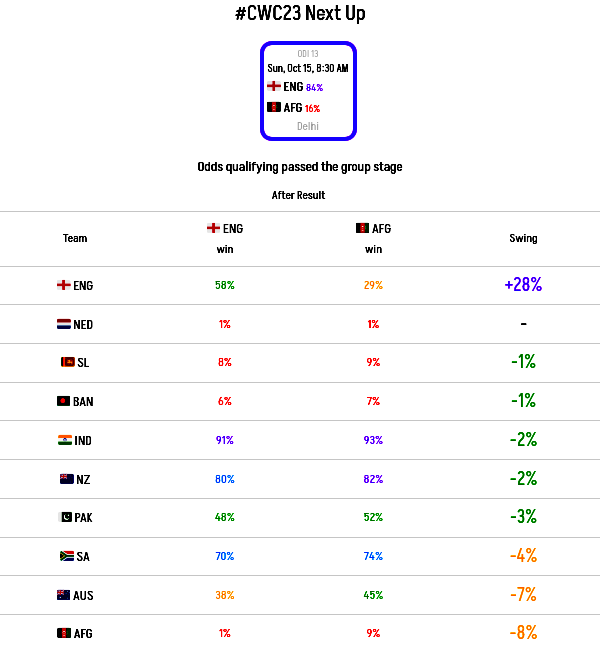 #CWC23 Next Up
ODI 13
Sun, Oct 15, 8:30 AM
ENG 84%
AFG 16%
Delhi
Odds qualifying passed the group stage
After Result
Team ENG win AFG win Swing
ENG 58% 29% +28%
NED 1% 1% -
SL 8% 9% -1%
BAN 6% 7% -1%
IND 91% 93% -2%
NZ 80% 82% -2%
PAK 48% 52% -3%
SA 70% 74% -4%
AUS 38% 45% -7%
AFG 1% 9% -8%